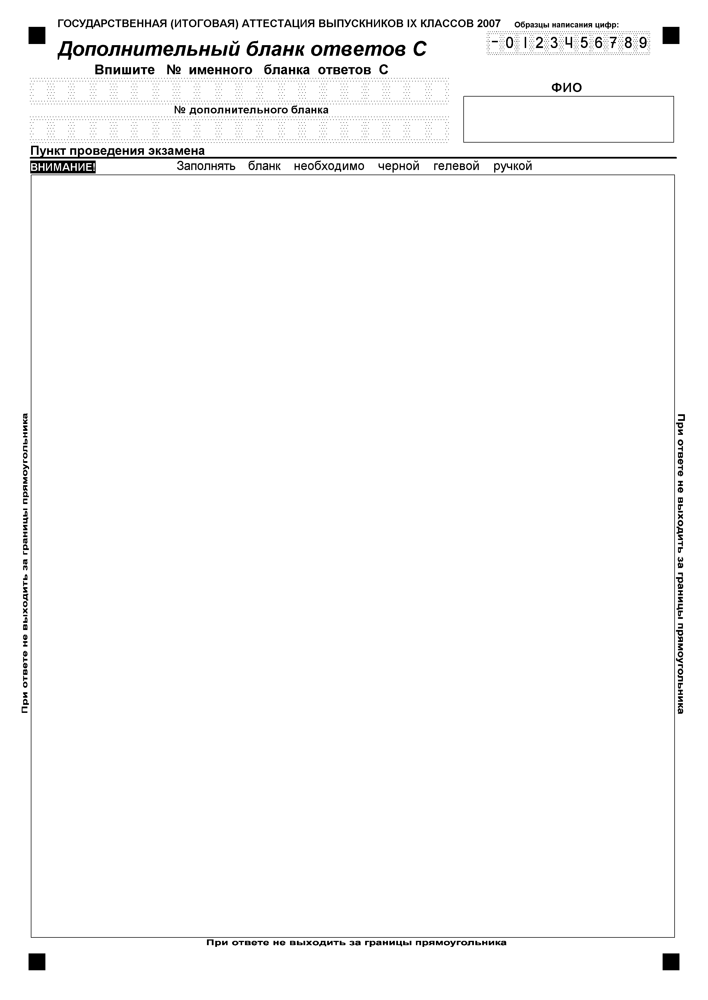 ГОСУДАРСТВЕННАЯ (ИТОГОВАЯ) АТТЕСТАЦИЯ ВЫПУСКНИКОВ IX КЛАССОВ 2007
Образцы написания цифр:
- 0 1 2 3 4 5 6 7 8 9
Дополнительный бланк ответов С
Впишите № именного бланка ответов С
ФИО
№ дополнительного бланка
Пункт проведения экзамена
ВНИМАНИЕ! Заполнять бланк необходимо черной гелевой ручкой
При ответе не выходить за границы прямоугольника
При ответе не выходить за границы прямоугольника
При ответе не выходить за границы прямоугольника